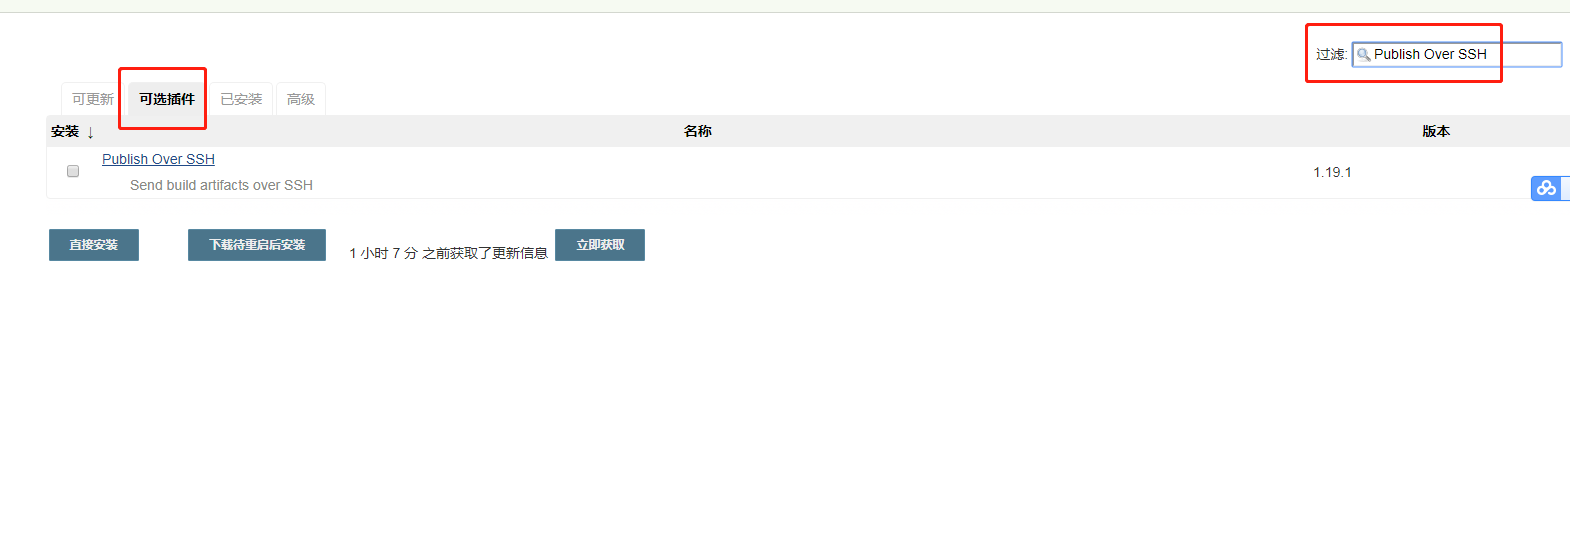 过滤: Publish Over SSH
可更新 可选插件 已安装 高级
安装 ↓ 名称 版本
Publish Over SSH
Send build artifacts over SSH
1.19.1
直接安装 下载待重启后安装 1 小时 7 分 之前获取了更新信息 立即获取